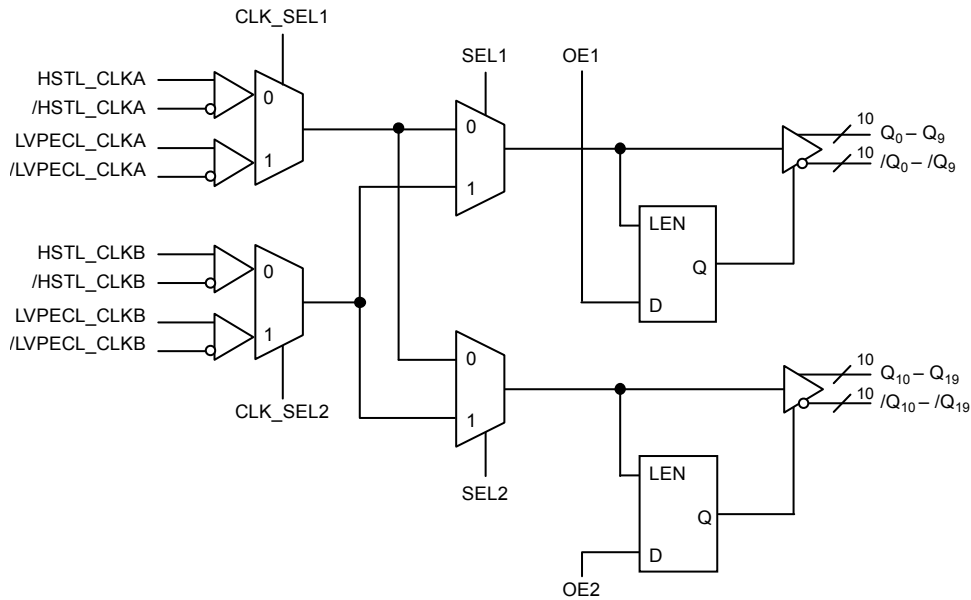 CLK_SEL1
HSTL_CLKA
/HSTL_CLKA
LVPECL_CLKA
/LVPECL_CLKA
0
1
SEL1
0
1
OE1
LEN
Q
D
10
Q0 – Q9
10
/Q0 – /Q9
HSTL_CLKB
/HSTL_CLKB
LVPECL_CLKB
/LVPECL_CLKB
0
1
CLK_SEL2
0
1
SEL2
LEN
Q
D
OE2
10
Q10 – Q19
10
/Q10 – /Q19